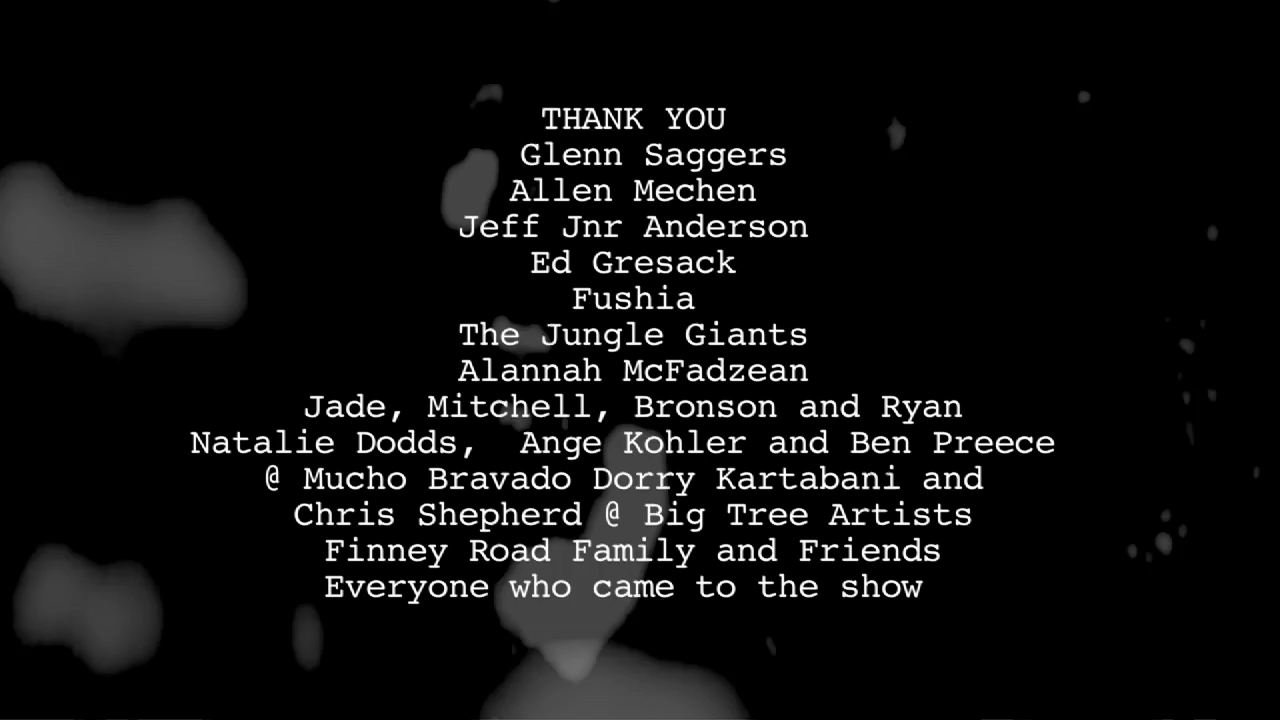 THANK YOU
Glenn Saggers
Allen Mechen
Jeff Jnr Anderson
Ed Gresack
Fushia
The Jungle Giants
Alannah McFadzean
Jade, Mitchell, Bronson and Ryan
Natalie Dodds,  Ange Kohler and Ben Preece
@ Mucho Bravado Dorry Kartabani and
Chris Shepherd @ Big Tree Artists
Finney Road Family and Friends
Everyone who came to the show